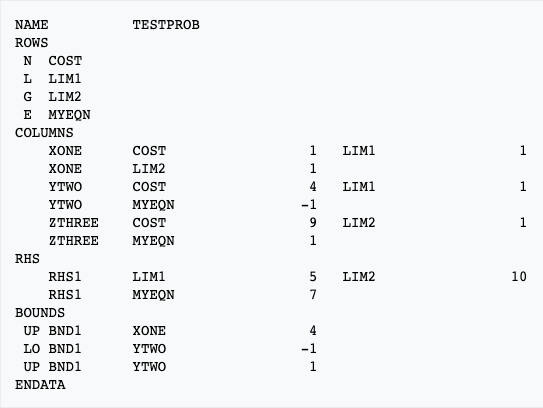 NAME          TESTPROB
ROWS
 N  COST
 L  LIM1
 G  LIM2
 E  MYEQN
COLUMNS
    XONE      COST                 1   LIM1                 1
    XONE      LIM2                 1
    YTWO      COST                 4   LIM1                 1
    YTWO      MYEQN               -1
    ZTHREE    COST                 9   LIM2                 1
    ZTHREE    MYEQN                1
RHS
    RHS1      LIM1                 5   LIM2                10
    RHS1      MYEQN                7
BOUNDS
 UP BND1      XONE                 4
 LO BND1      YTWO                -1
 UP BND1      YTWO                 1
ENDATA